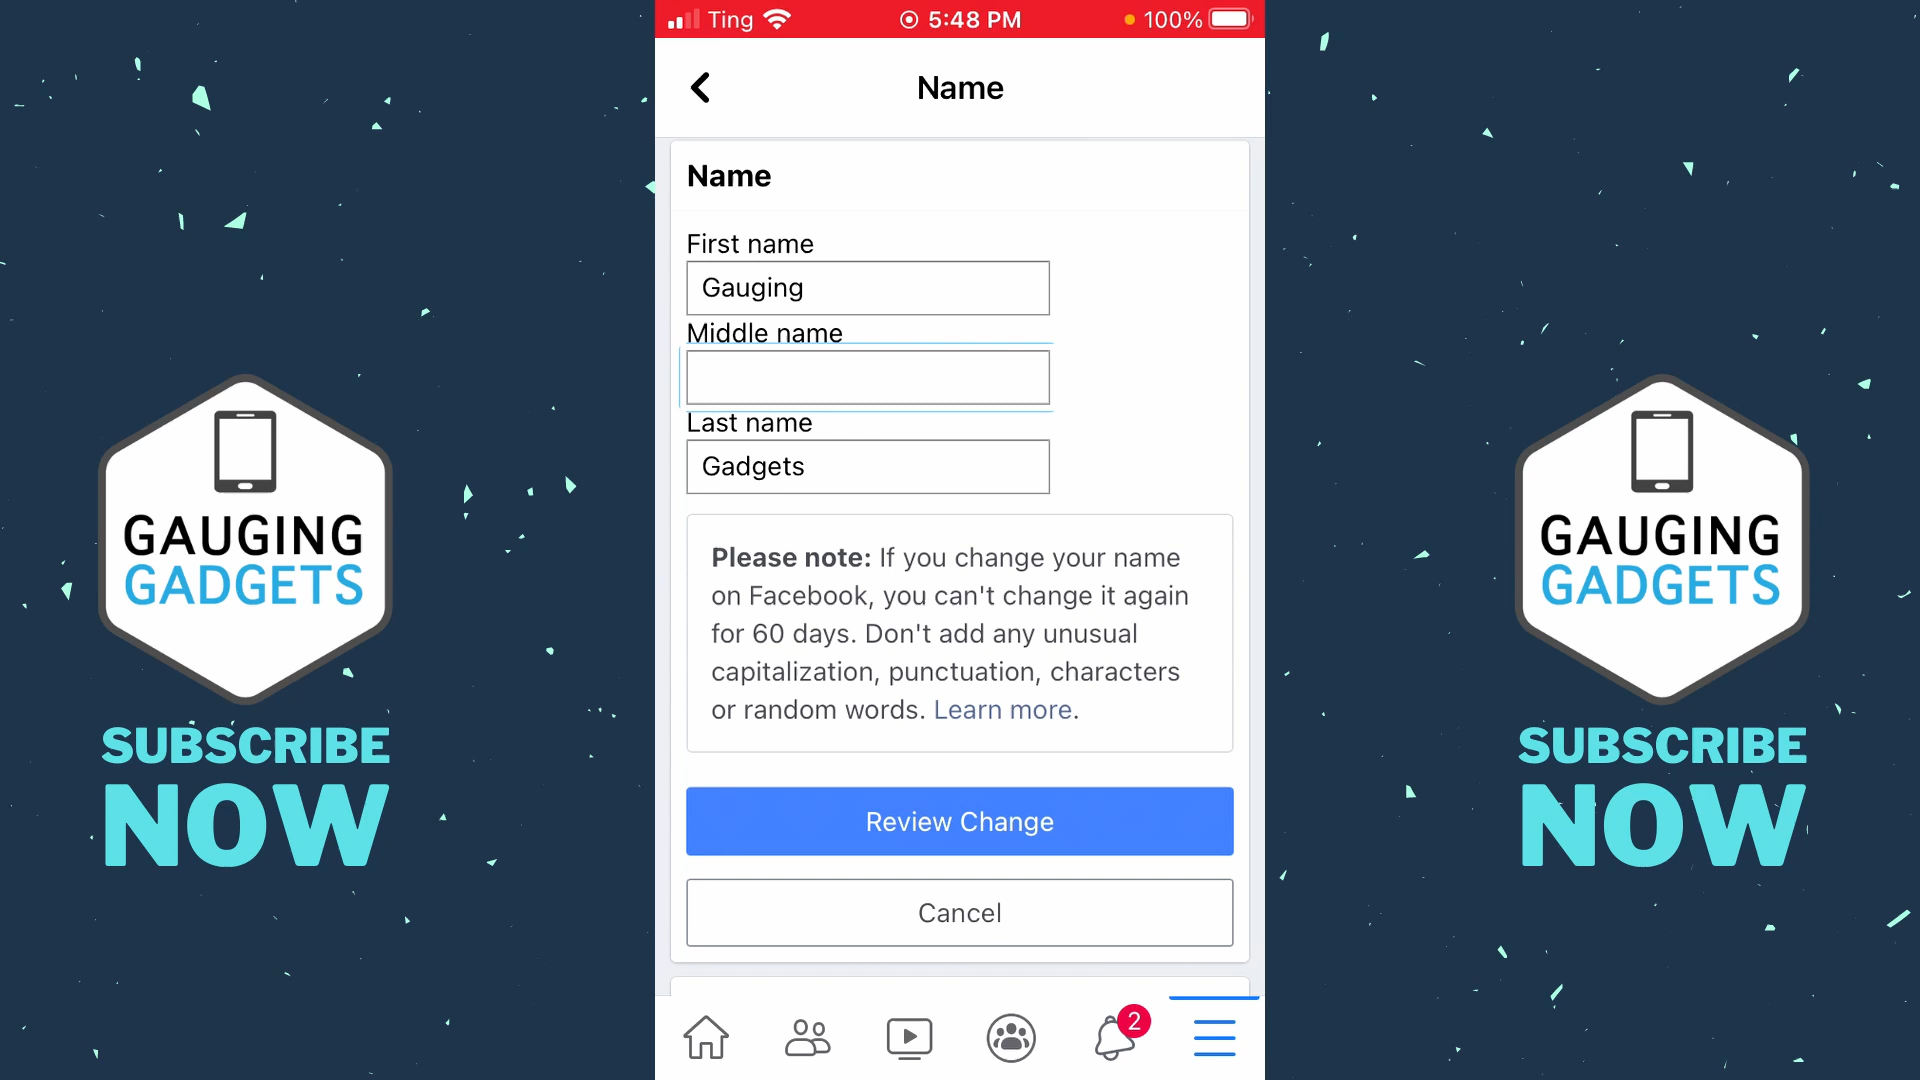 Ting 5:48 PM 100%
Name
Name
First name
Gauging
Middle name
Last name
Gadgets
Please note: If you change your name
on Facebook, you can't change it again
for 60 days. Don't add any unusual
capitalization, punctuation, characters
or random words. Learn more.
Review Change
Cancel
2
GAUGING
GADGETS
SUBSCRIBE
NOW
GAUGING
GADGETS
SUBSCRIBE
NOW